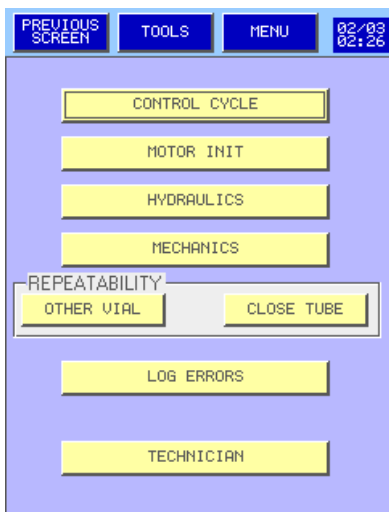 PREVIOUS
SCREEN
TOOLS
MENU
02/03
02:26
CONTROL CYCLE
MOTOR INIT
HYDRAULICS
MECHANICS
REPEATABILITY
OTHER VIAL
CLOSE TUBE
LOG ERRORS
TECHNICIAN